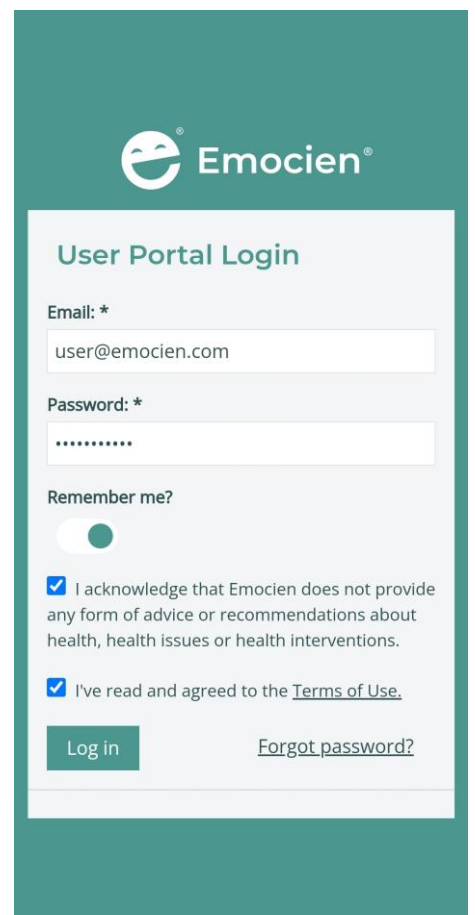 Emocien®
User Portal Login
Email: *
user@emocien.com
Password: *
•••••••••••
Remember me?
I acknowledge that Emocien does not provide
any form of advice or recommendations about
health, health issues or health interventions.
I've read and agreed to the Terms of Use.
Log in
Forgot password?